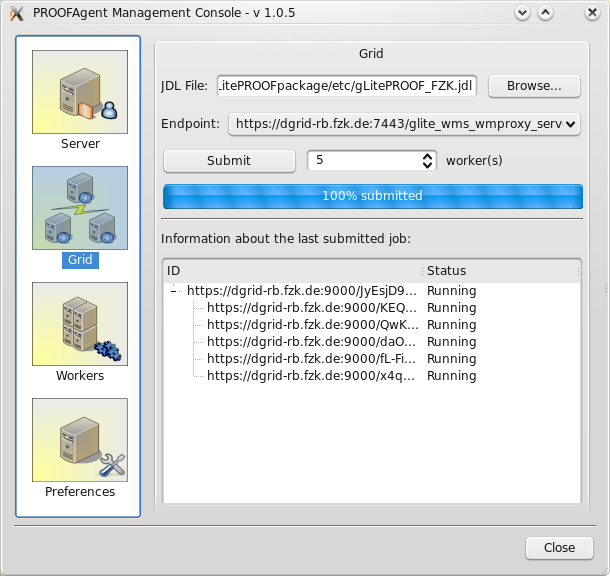 PROOFAgent Management Console - v 1.0.5
Server
Grid
Workers
Preferences
Grid
JDL File: LitePROOFpackage/etc/gLitePROOF_FZK.jdl Browse...
Endpoint: https://dgrid-rb.fzk.de:7443/glite_wms_wmproxy_serv
Submit 5 worker(s)
100% submitted
Information about the last submitted job:
ID Status
https://dgrid-rb.fzk.de:9000/JyEsjD9... Running
https://dgrid-rb.fzk.de:9000/KEQ... Running
https://dgrid-rb.fzk.de:9000/QwK... Running
https://dgrid-rb.fzk.de:9000/daO... Running
https://dgrid-rb.fzk.de:9000/fL-Fi... Running
https://dgrid-rb.fzk.de:9000/x4q... Running
Close